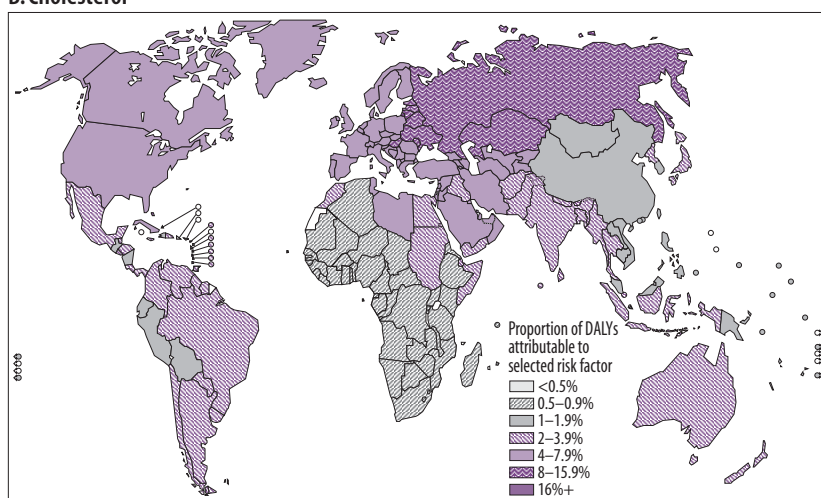 B. Cholesterol
Proportion of DALYs
attributable to
selected risk factor
<0.5%
0.5–0.9%
1–1.9%
2–3.9%
4–7.9%
8–15.9%
16%+